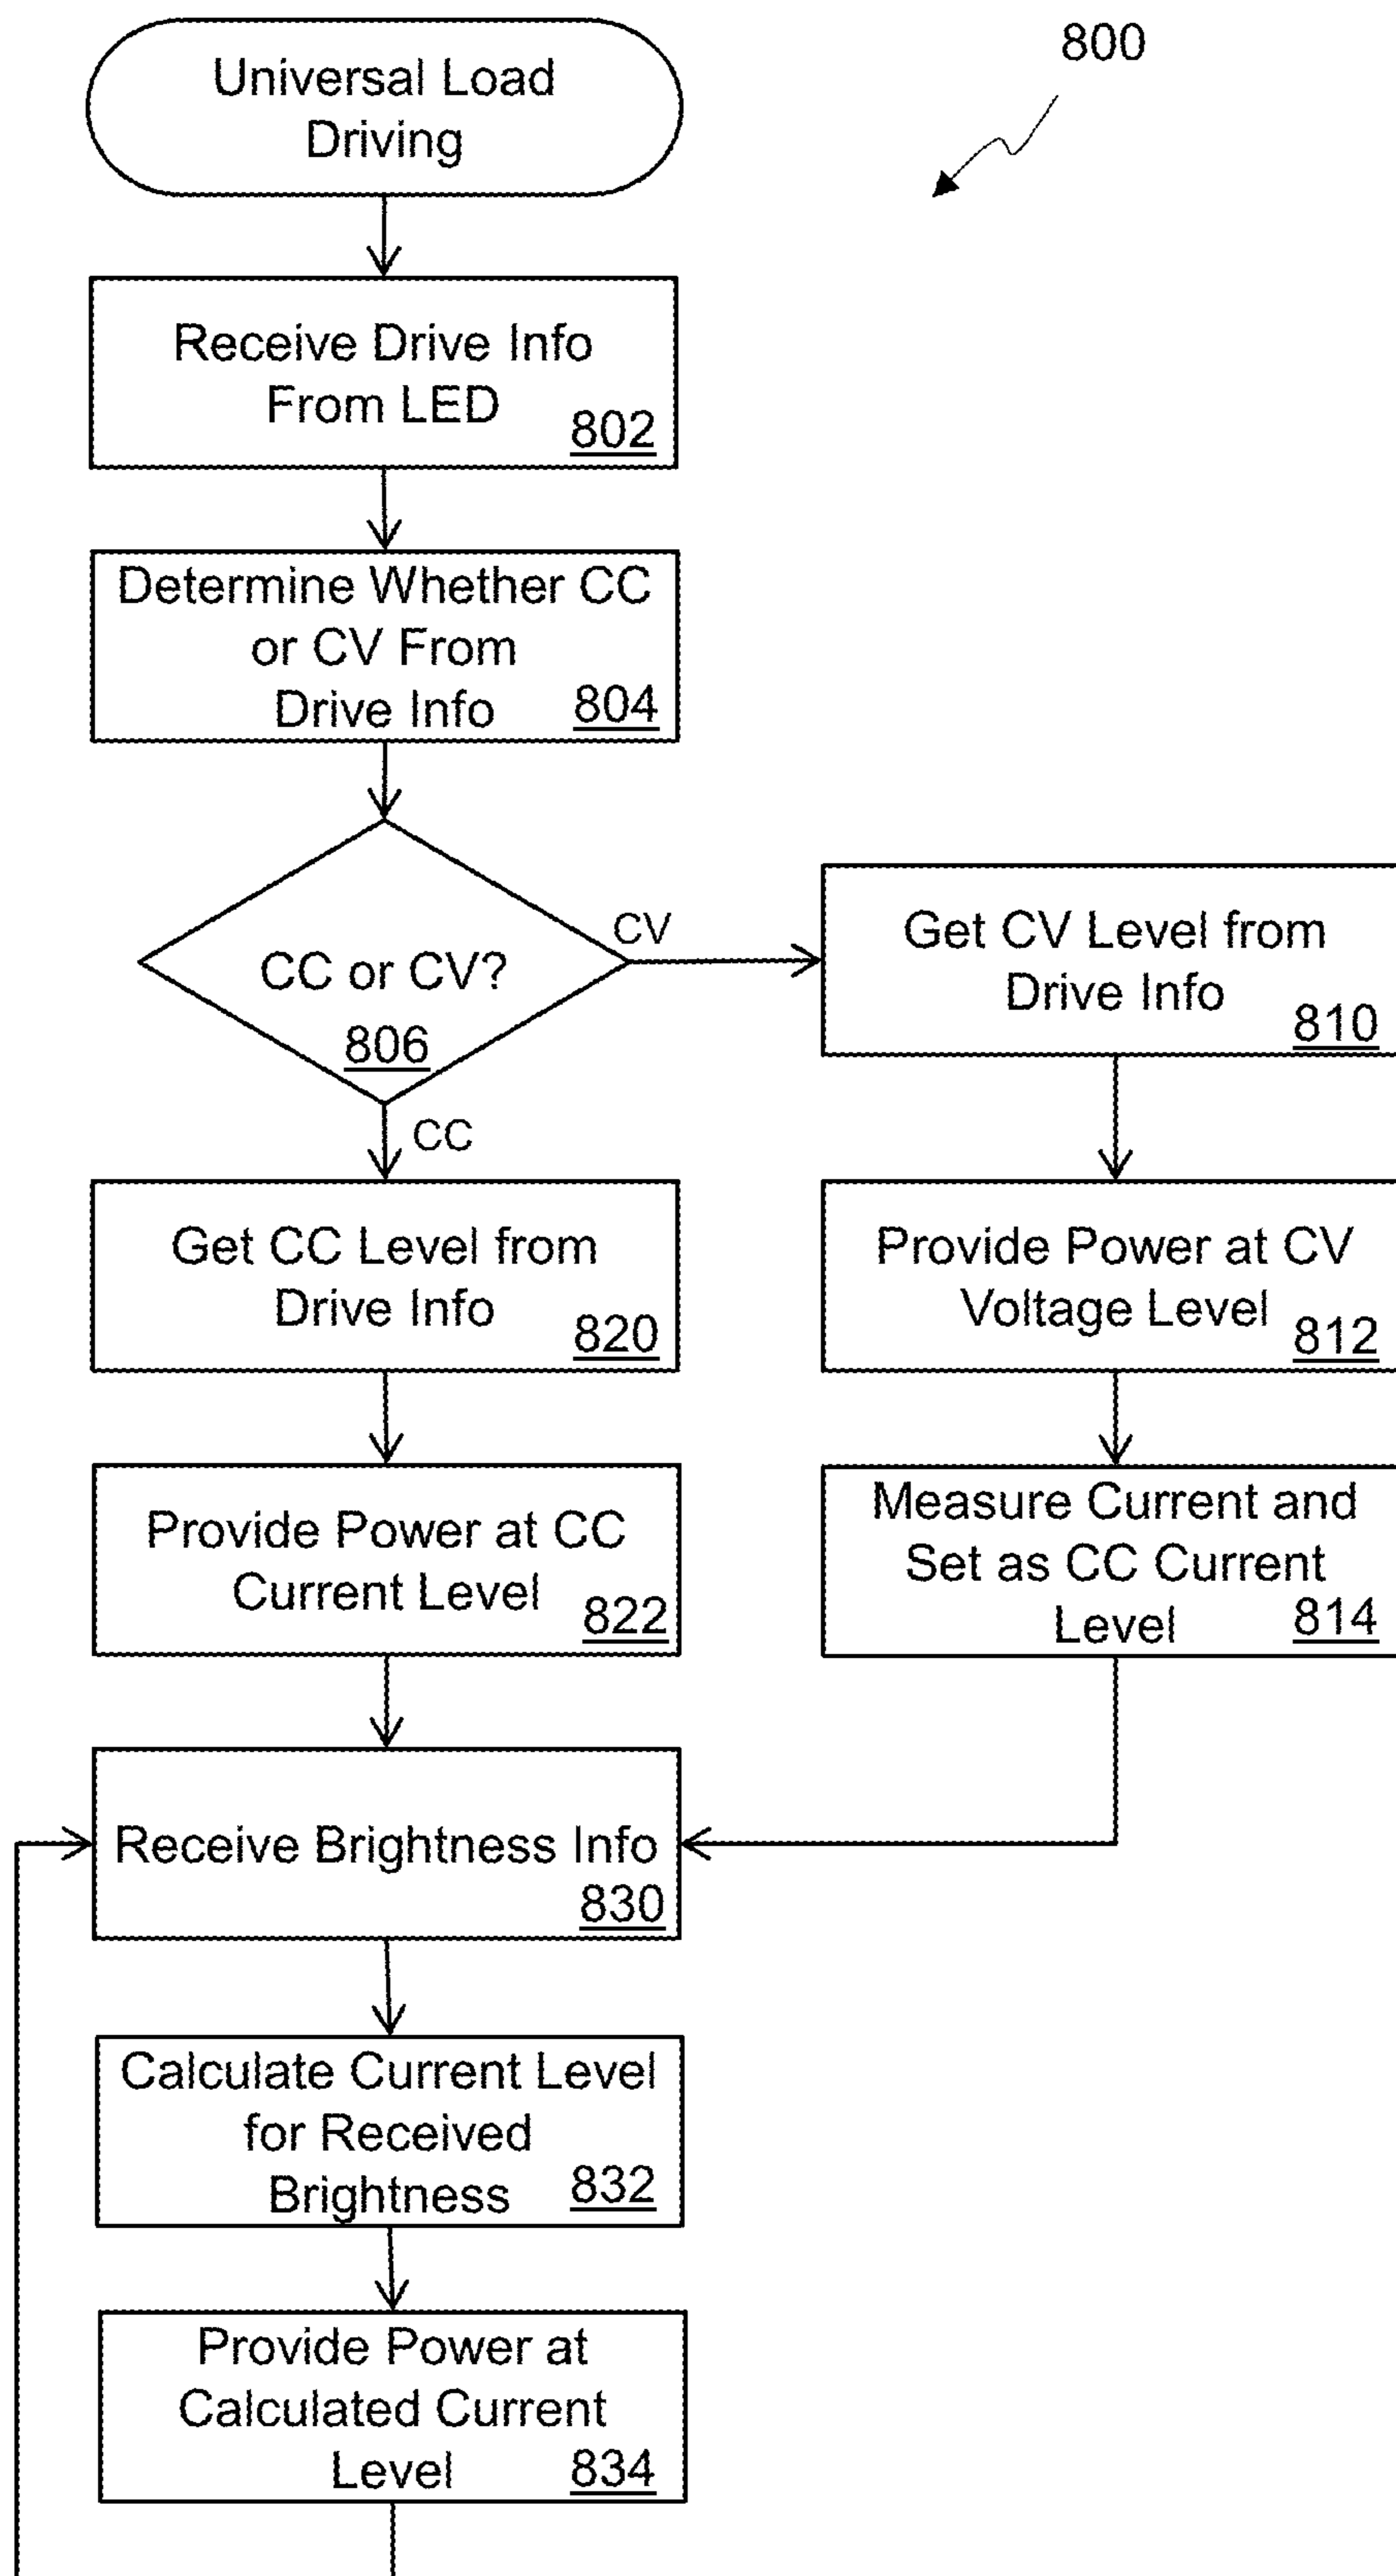 Universal Load
Driving
800
Receive Drive Info
From LED
802
Determine Whether CC
or CV From
Drive Info
804
CC or CV?
806
CV
CC
Get CV Level from
Drive Info
810
Get CC Level from
Drive Info
820
Provide Power at CV
Voltage Level
812
Provide Power at CC
Current Level
822
Measure Current and
Set as CC Current
Level
814
Receive Brightness Info
830
Calculate Current Level
for Received
Brightness
832
Provide Power at
Calculated Current
Level
834